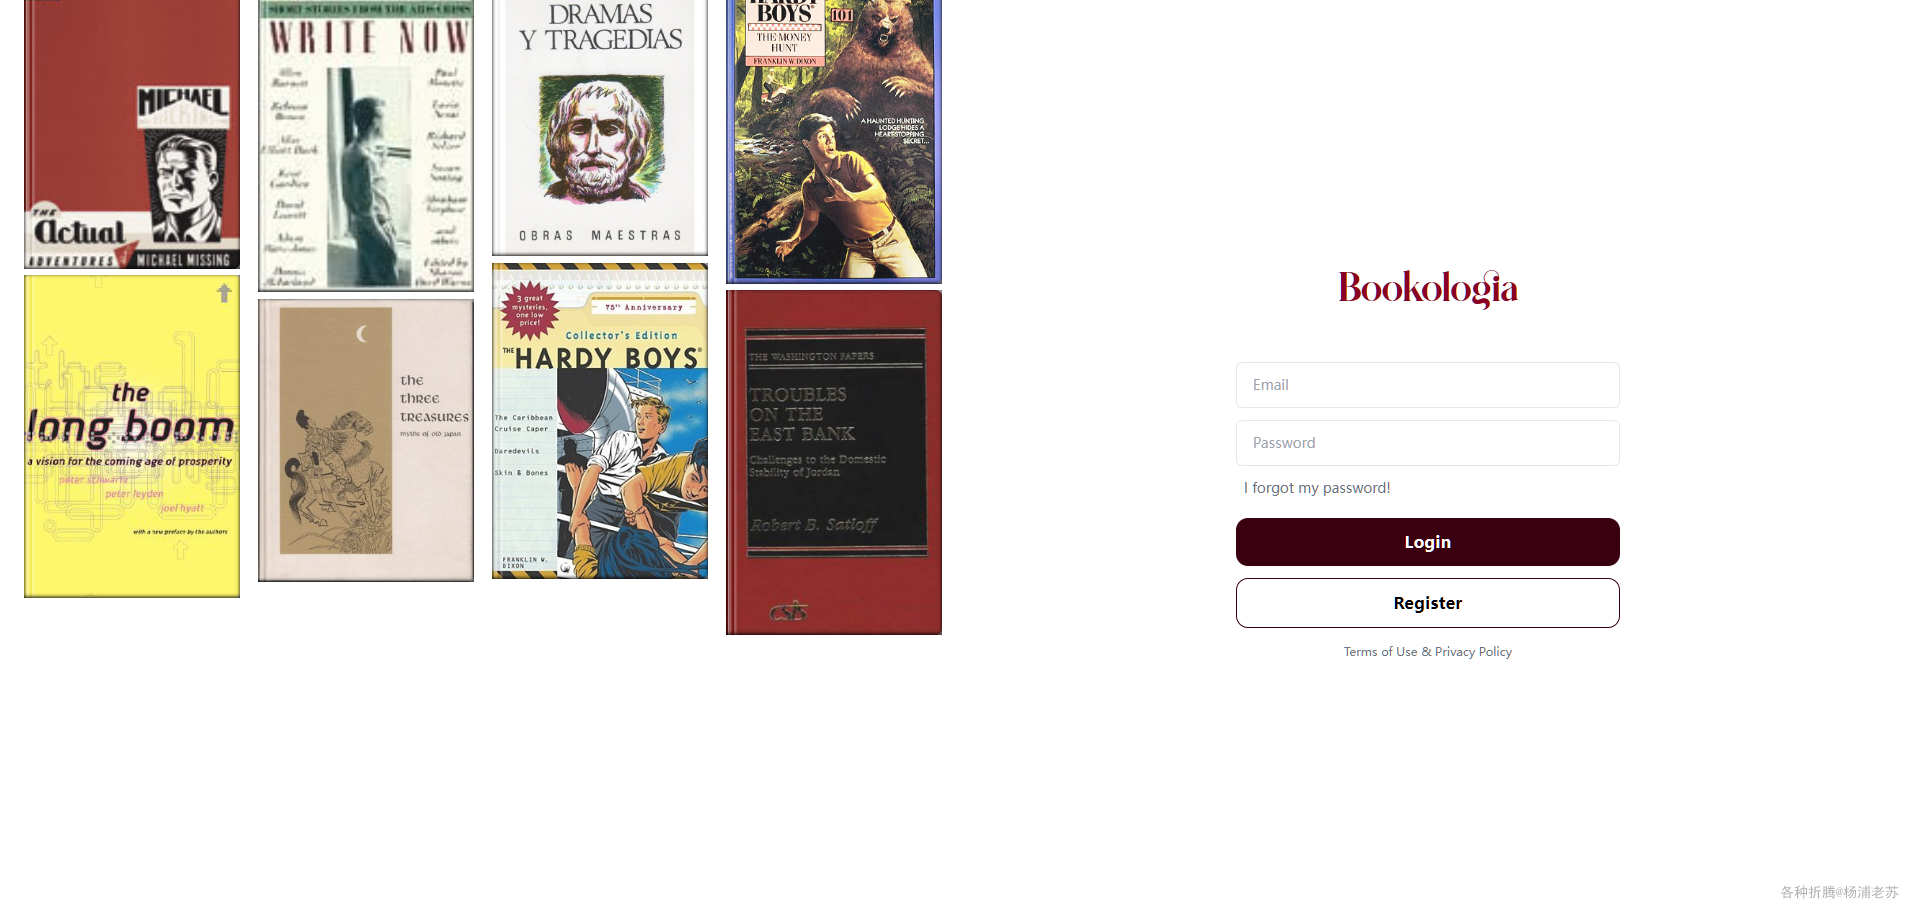 MICHAEL
THE
Actual
ADVENTURES
MICHAEL MISSING
SHORT STORIES FROM THE AIDS CRISIS
WRITE NOW
DRAMAS
Y TRAGEDIAS
OBRAS MAESTRAS
HARDY
BOYS®
101
THE MONEY
HUNT
FRANKLIN W. DIXON
A HAUNTED HUNTING
LODGE HIDES A
HEARTSTOPPING
SECRET...
the
long boom
a vision for the coming age of prosperity
peter schwartz
peter leyden
joel hyatt
with a new preface by the authors
the
three
treasures
myths of old japan
3 great
mysteries,
one low
price!
75th Anniversary
Collector's Edition
THE HARDY BOYS®
The Caribbean
Cruise Caper
Daredevils
Skin & Bones
FRANKLIN W.
DIXON
THE WASHINGTON PAPERS
TROUBLES
ON THE
EAST BANK
Challenges to the Domestic
Stability of Jordan
Robert B. Satloff
CSIS
Bookologia
Email
Password
I forgot my password!
Login
Register
Terms of Use & Privacy Policy
各种折腾@杨浦老苏